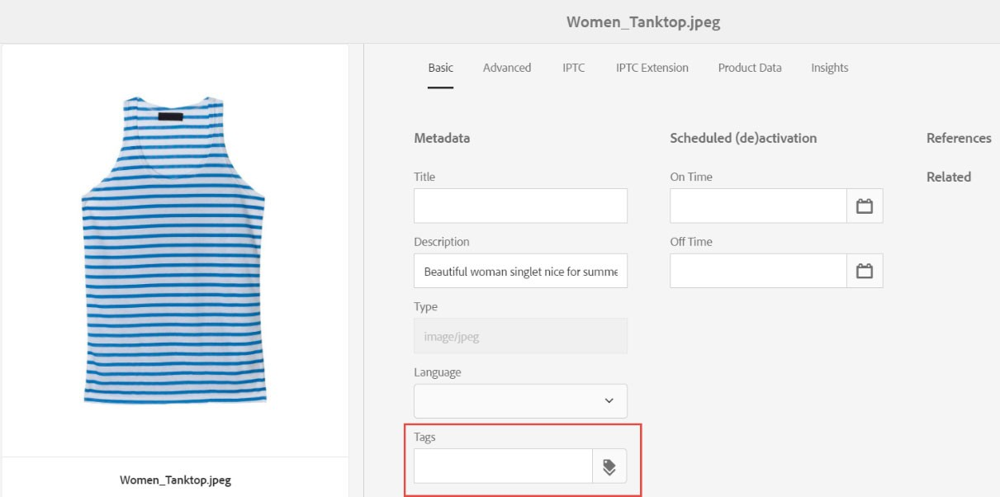 Women_Tanktop.jpeg
Basic Advanced IPTC IPTC Extension Product Data Insights
Metadata
Title
Description
Beautiful woman singlet nice for summe
Type
image/jpeg
Language
Tags
Scheduled (de)activation
On Time
Off Time
References
Related
Women_Tanktop.jpeg